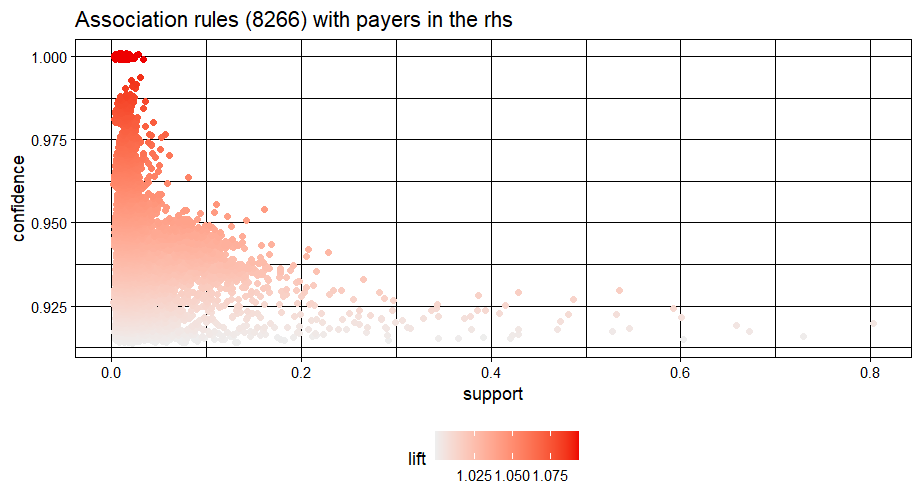 Association rules (8266) with payers in the rhs
1.000
0.975
0.950
0.925
confidence
0.0 0.2 0.4 0.6 0.8
support
lift
1.025 1.050 1.075